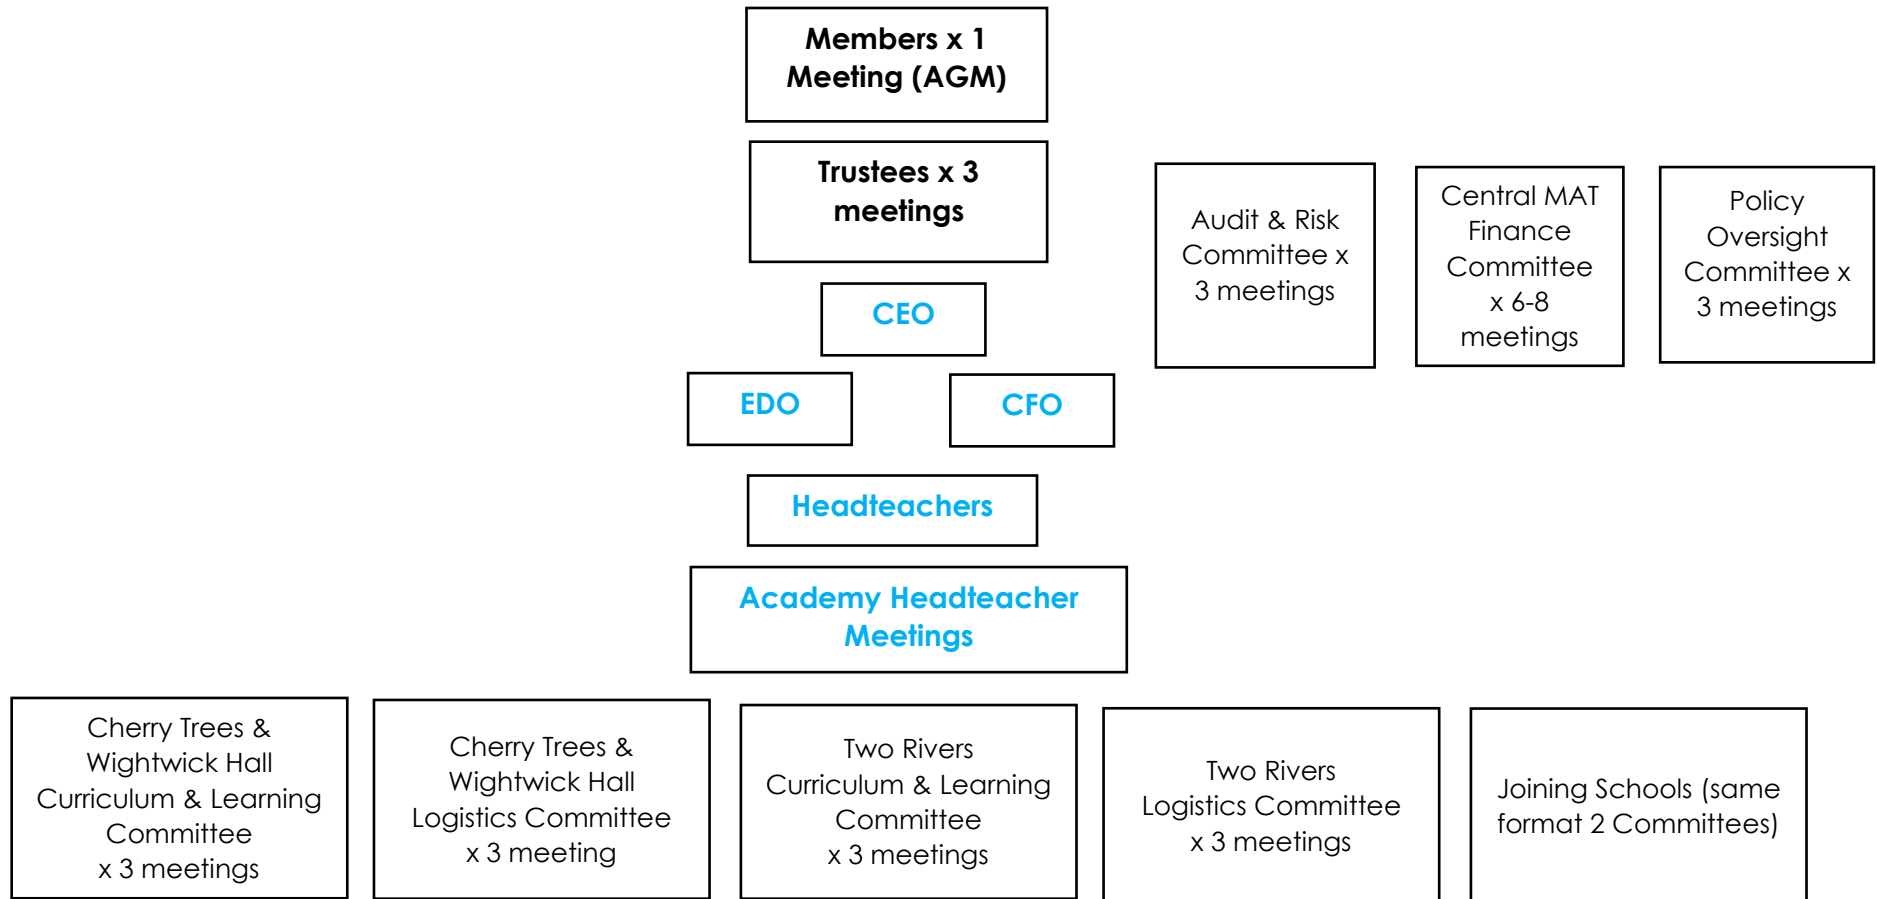 Members x 1
Meeting (AGM)
Trustees x 3
meetings
Audit & Risk
Committee x
3 meetings
Central MAT
Finance
Committee
x 6-8
meetings
Policy
Oversight
Committee x
3 meetings
CEO
EDO
CFO
Headteachers
Academy Headteacher
Meetings
Cherry Trees &
Wightwick Hall
Curriculum & Learning
Committee
x 3 meetings
Cherry Trees &
Wightwick Hall
Logistics Committee
x 3 meeting
Two Rivers
Curriculum & Learning
Committee
x 3 meetings
Two Rivers
Logistics Committee
x 3 meetings
Joining Schools (same
format 2 Committees)